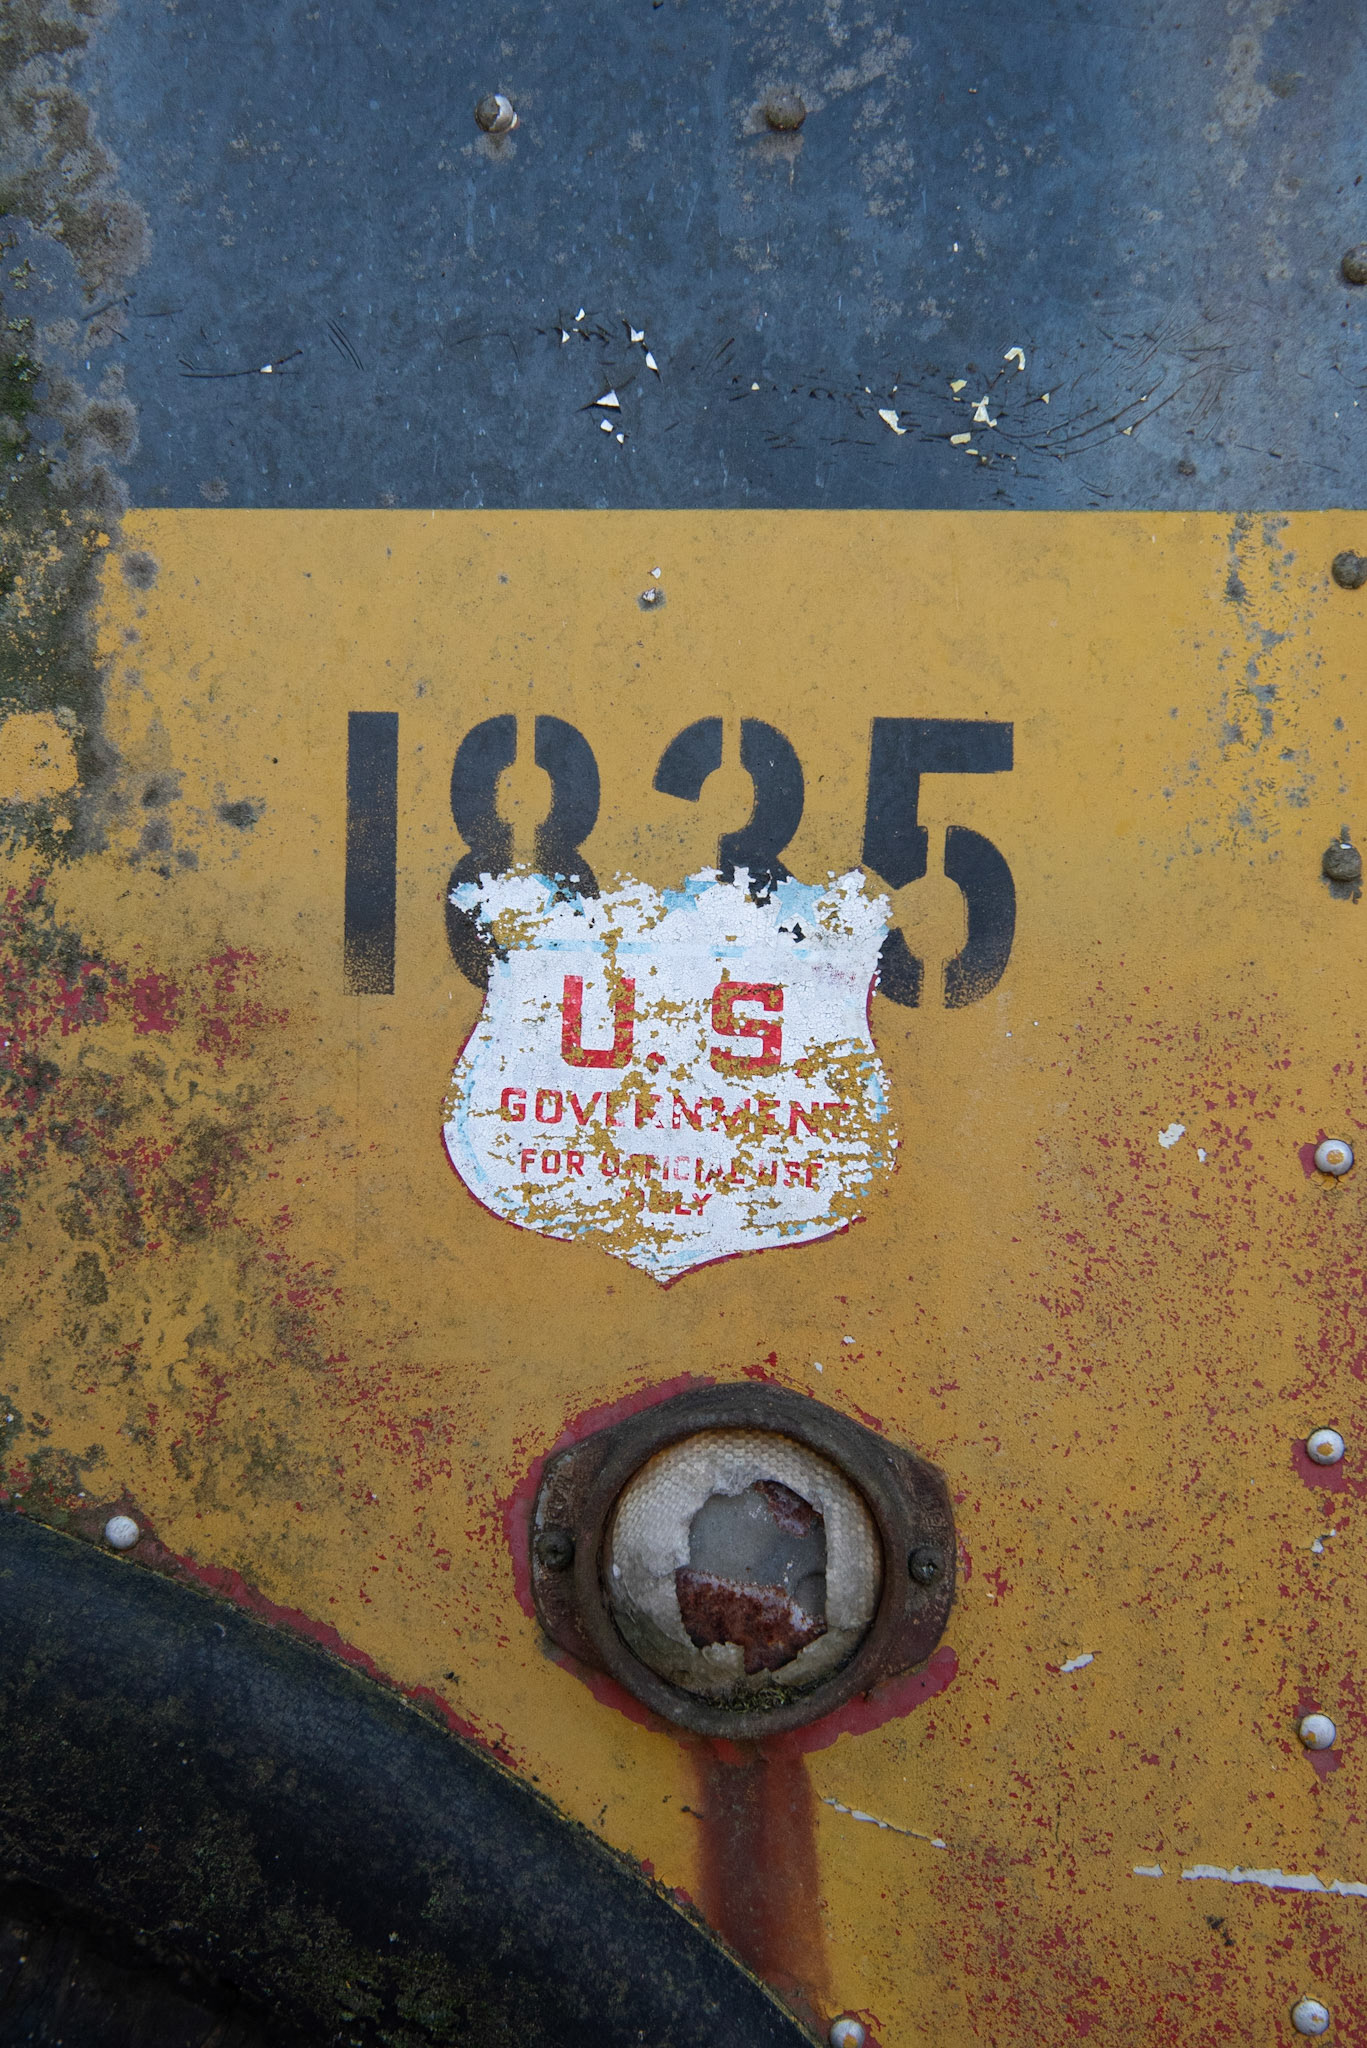 1835
U.S.
GOVERNMENT
FOR OFFICIAL USE
ONLY